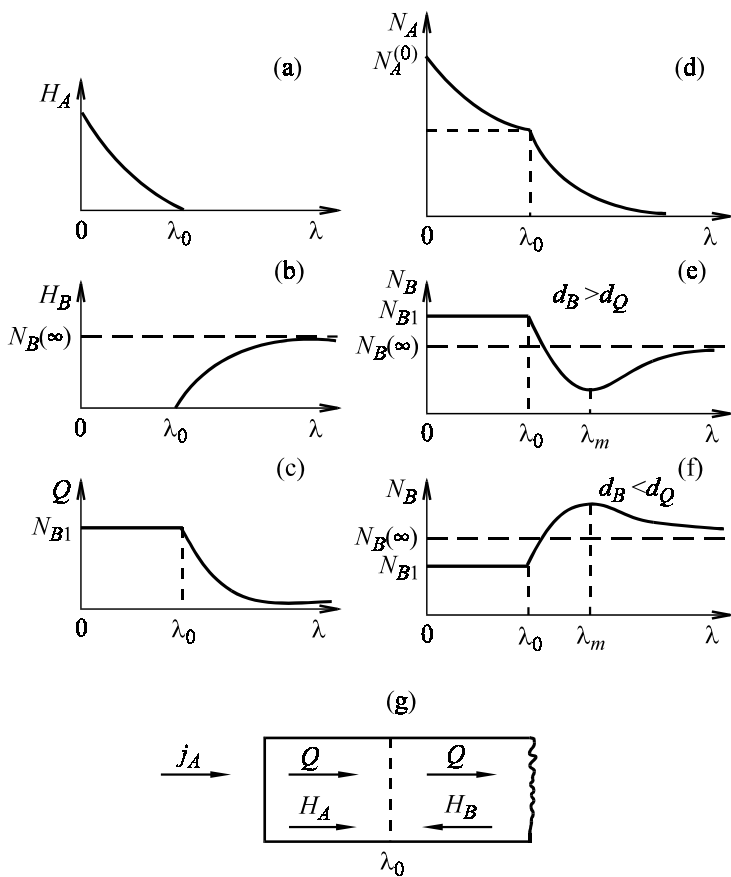 (a)
H_A
0 λ_0 λ
(b)
H_B
N_B(∞)
0 λ_0 λ
(c)
Q
N_B1
0 λ_0 λ
(d)
N_A
N_A^(0)
0 λ_0 λ
(e)
N_B
d_B >d_Q
N_B1
N_B(∞)
0 λ_0 λ_m λ
(f)
N_B
d_B <d_Q
N_B(∞)
N_B1
0 λ_0 λ_m λ
(g)
j_A Q Q
H_A H_B
λ_0